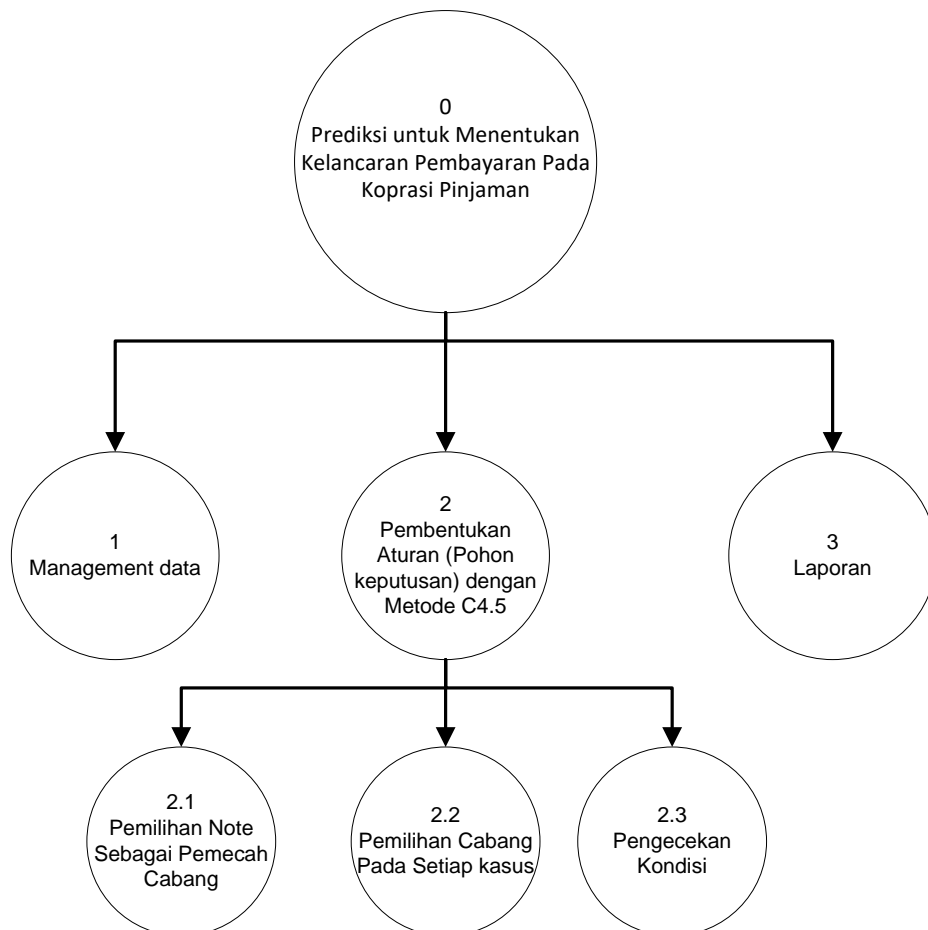 0
Prediksi untuk Menentukan
Kelancaran Pembayaran Pada
Koprasi Pinjaman
1
Management data
2
Pembentukan
Aturan (Pohon
keputusan) dengan
Metode C4.5
3
Laporan
2.1
Pemilihan Note
Sebagai Pemecah
Cabang
2.2
Pemilihan Cabang
Pada Setiap kasus
2.3
Pengecekan
Kondisi